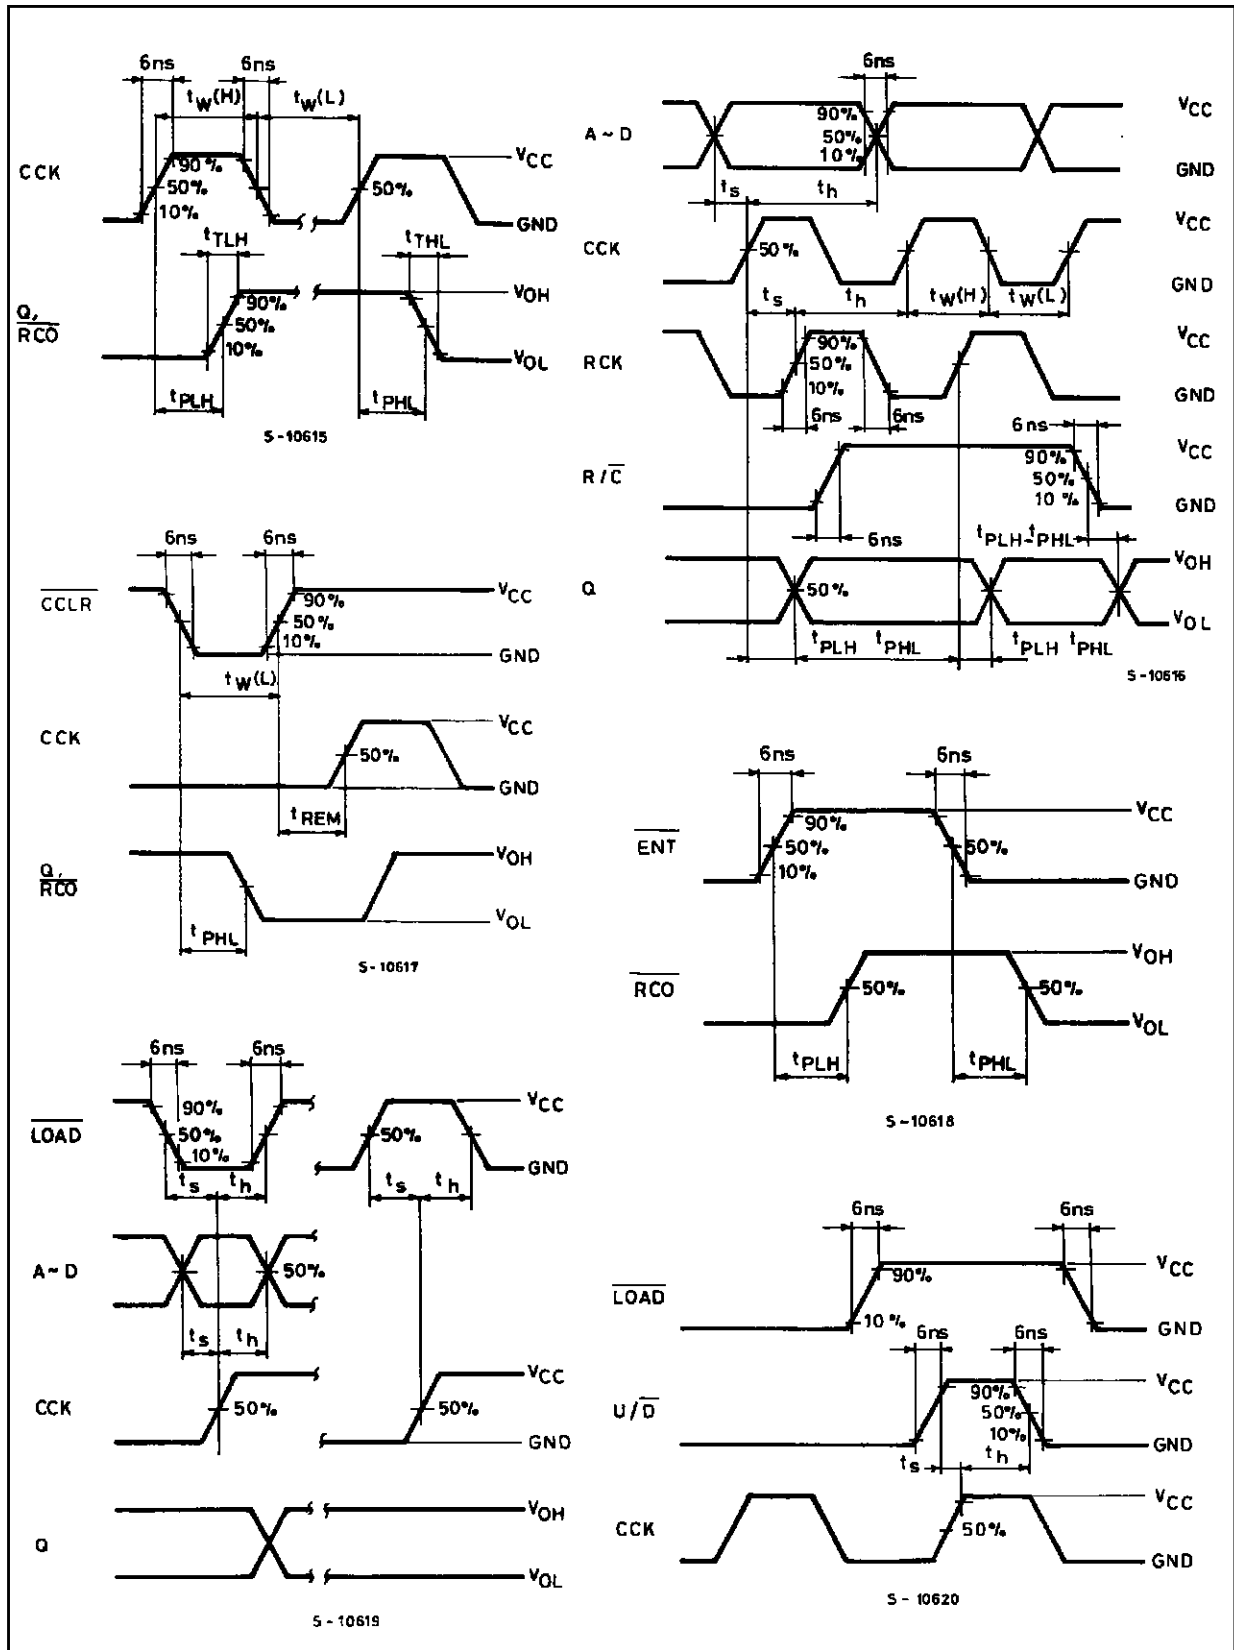 6ns 6ns
tW(H) tW(L)
CCK
90%
50%
10%
50%
VCC
GND
tTLH tTHL
Q,
RCO
90%
50%
10%
VOH
VOL
tPLH tPHL
S-10615
6ns
A~D
90%
50%
10%
VCC
GND
ts th
CCK
50%
VCC
GND
ts th tW(H) tW(L)
RCK
90%
50%
10%
VCC
GND
6ns 6ns
6ns
R/C
90%
50%
10%
VCC
GND
6ns
tPLH-tPHL
Q
50%
VOH
VOL
tPLH tPHL tPLH tPHL
S-10616
6ns 6ns
CCLR
90%
50%
10%
VCC
GND
tW(L)
CCK
50%
VCC
GND
tREM
Q,
RCO
VOH
VOL
tPHL
S-10617
6ns 6ns
ENT
90%
50%
10%
50%
VCC
GND
RCO
50%
50%
VOH
VOL
tPLH tPHL
S-10618
6ns 6ns
LOAD
90%
50%
10%
50%
VCC
GND
ts th ts th
A~D
50%
ts th
CCK
50%
50%
VCC
GND
Q
VOH
VOL
S-10619
6ns 6ns
LOAD
90%
10%
VCC
GND
6ns 6ns
U/D
90%
50%
10%
VCC
GND
ts th
CCK
50%
VCC
GND
S-10620